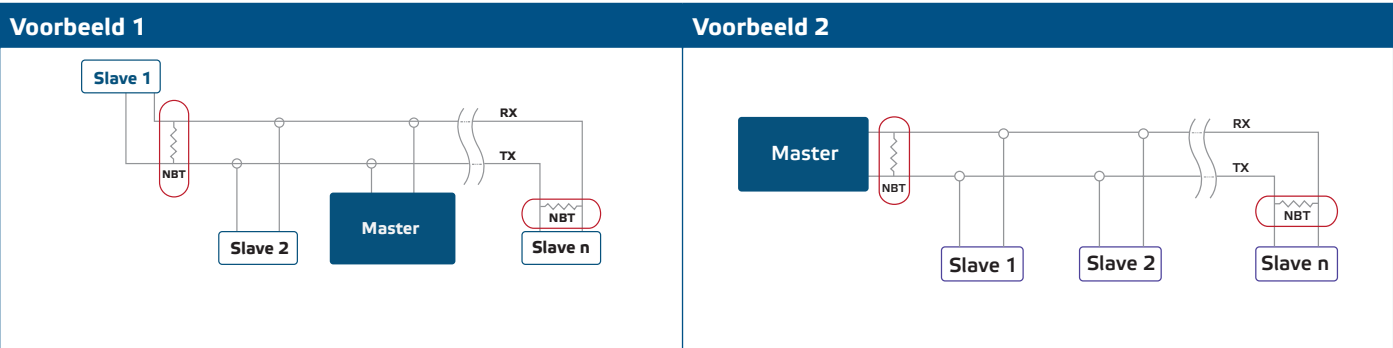 Voorbeeld 1
Slave 1
RX
TX
NBT
Master
NBT
Slave 2
Slave n
Voorbeeld 2
RX
Master
TX
NBT
NBT
Slave 1
Slave 2
Slave n